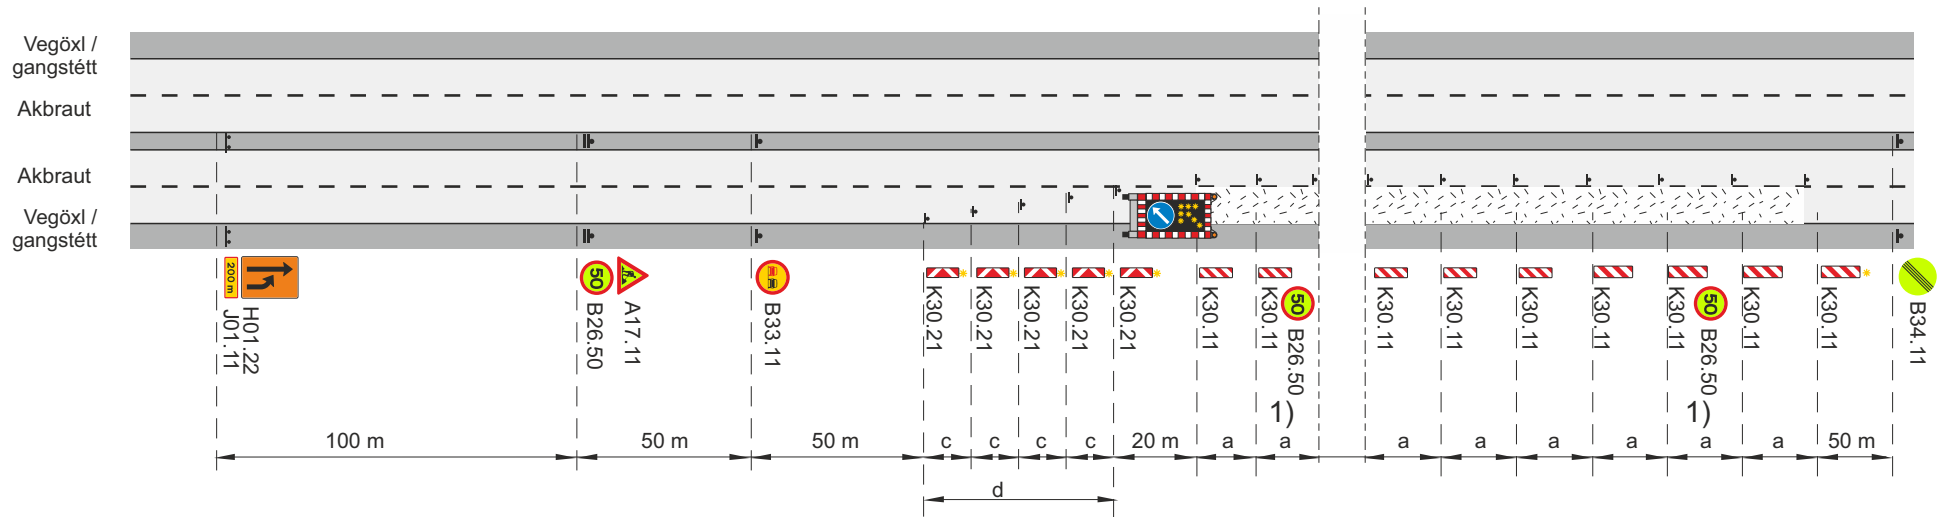 Vegöxl /
gangstétt
Akbraut
Akbraut
Vegöxl /
gangstétt
200 m
J01.11
H01.22
50
B26.50
A17.11
B33.11
K30.21
K30.21
K30.21
K30.21
K30.21
K30.11
K30.11
50
B26.50
1)
K30.11
K30.11
K30.11
K30.11
K30.11
50
B26.50
1)
K30.11
K30.11
B34.11
100 m
50 m
50 m
c
c
c
c
20 m
a
a
a
a
a
a
a
a
50 m
d